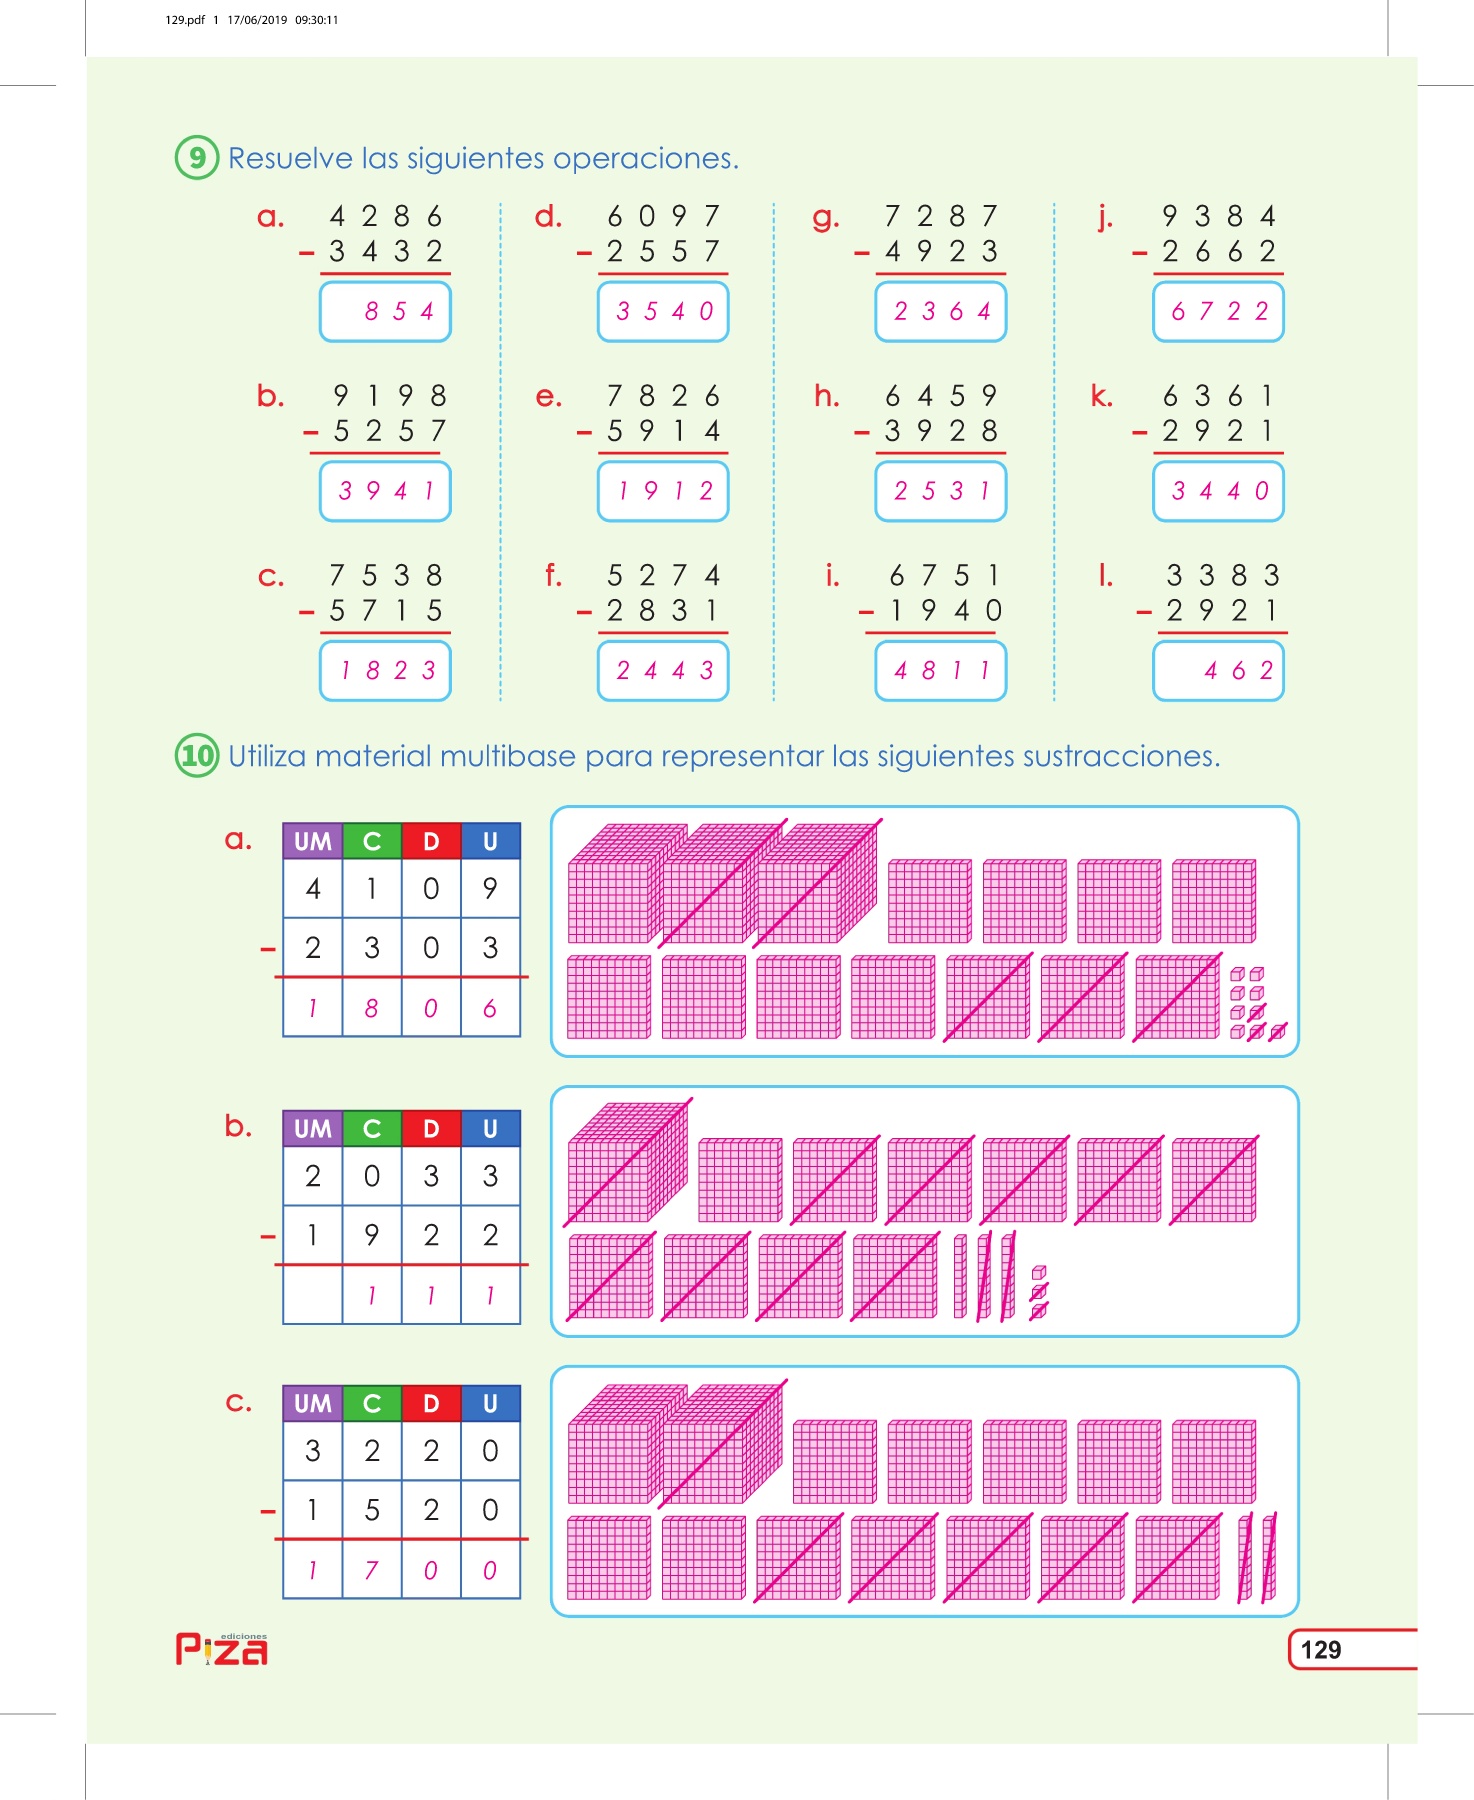 129.pdf 1 17/06/2019 09:30:11
9 Resuelve las siguientes operaciones.
a. 4 2 8 6
– 3 4 3 2
8 5 4
b. 9 1 9 8
– 5 2 5 7
3 9 4 1
c. 7 5 3 8
– 5 7 1 5
1 8 2 3
d. 6 0 9 7
– 2 5 5 7
3 5 4 0
e. 7 8 2 6
– 5 9 1 4
1 9 1 2
f. 5 2 7 4
– 2 8 3 1
2 4 4 3
g. 7 2 8 7
– 4 9 2 3
2 3 6 4
h. 6 4 5 9
– 3 9 2 8
2 5 3 1
i. 6 7 5 1
– 1 9 4 0
4 8 1 1
j. 9 3 8 4
– 2 6 6 2
6 7 2 2
k. 6 3 6 1
– 2 9 2 1
3 4 4 0
l. 3 3 8 3
– 2 9 2 1
4 6 2
10 Utiliza material multibase para representar las siguientes sustracciones.
a. UM C D U
4 1 0 9
– 2 3 0 3
1 8 0 6
b. UM C D U
2 0 3 3
– 1 9 2 2
1 1 1
c. UM C D U
3 2 2 0
– 1 5 2 0
1 7 0 0
ediciones
Piza
129